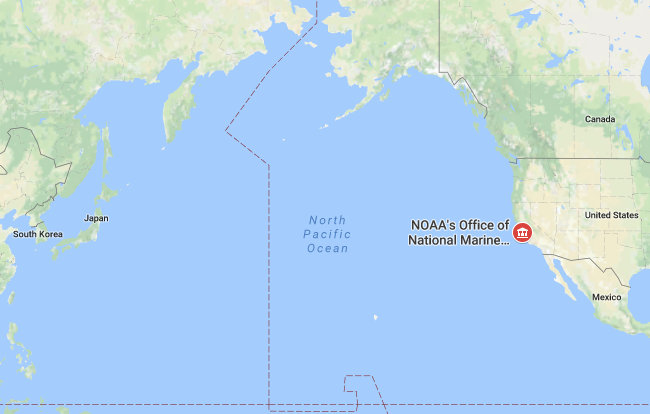 Canada
North
Pacific
Ocean
Japan
South Korea
NOAA's Office of
National Marine...
United States
Mexico